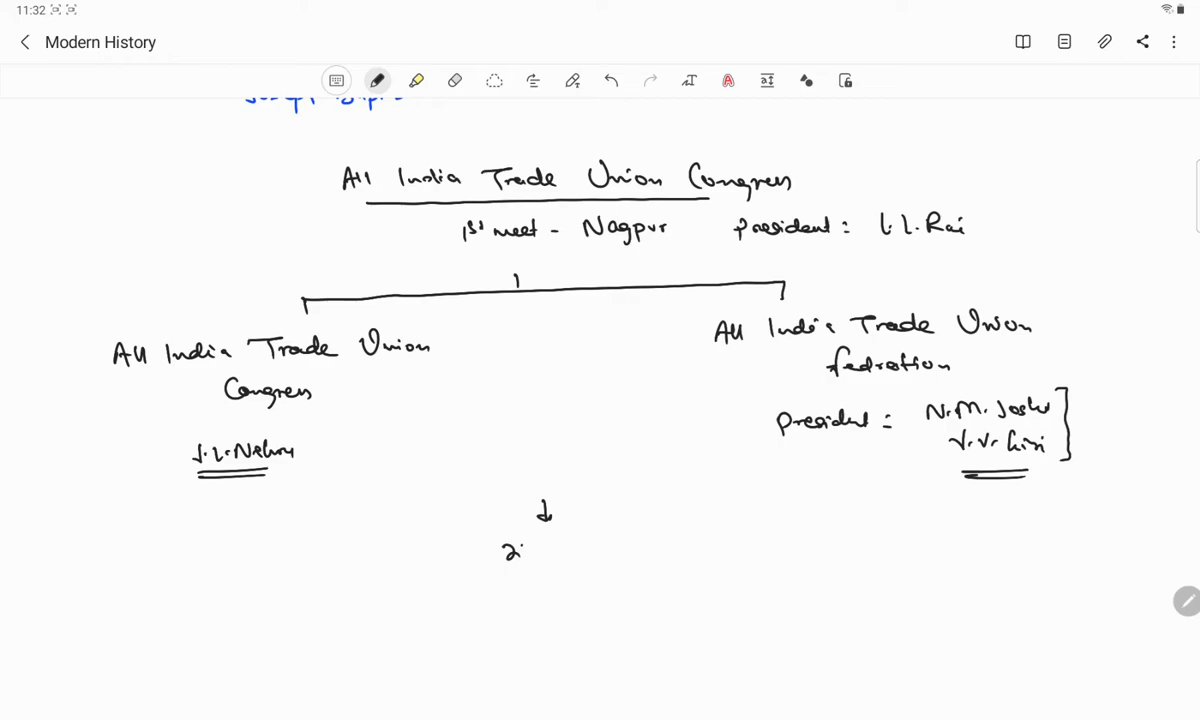 11:32
Modern History
All India Trade Union Congress
1st meet - Nagpur President = L.L.Rai
All India Trade Union
Congress
J.L.Nehru
All India Trade Union
fedration
President = N.M. Joshi
V.V. Giri